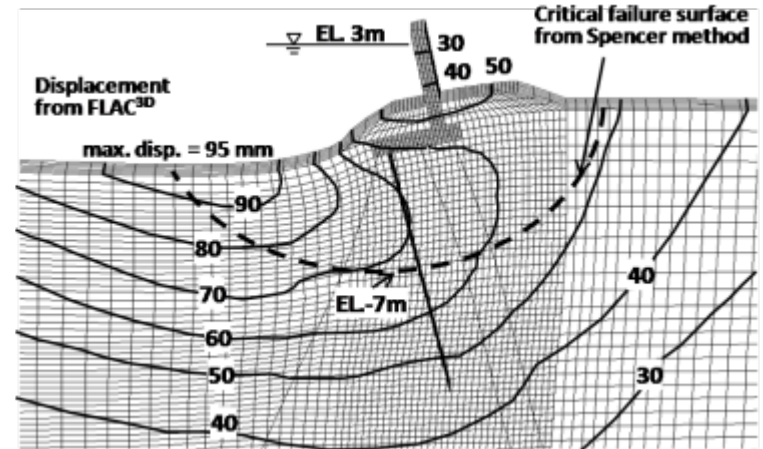 Critical failure surface
from Spencer method
EL. 3m
30
40
50
Displacement
from FLAC3D
max. disp. = 95 mm
90
80
70
EL.-7m
60
50
40
40
30